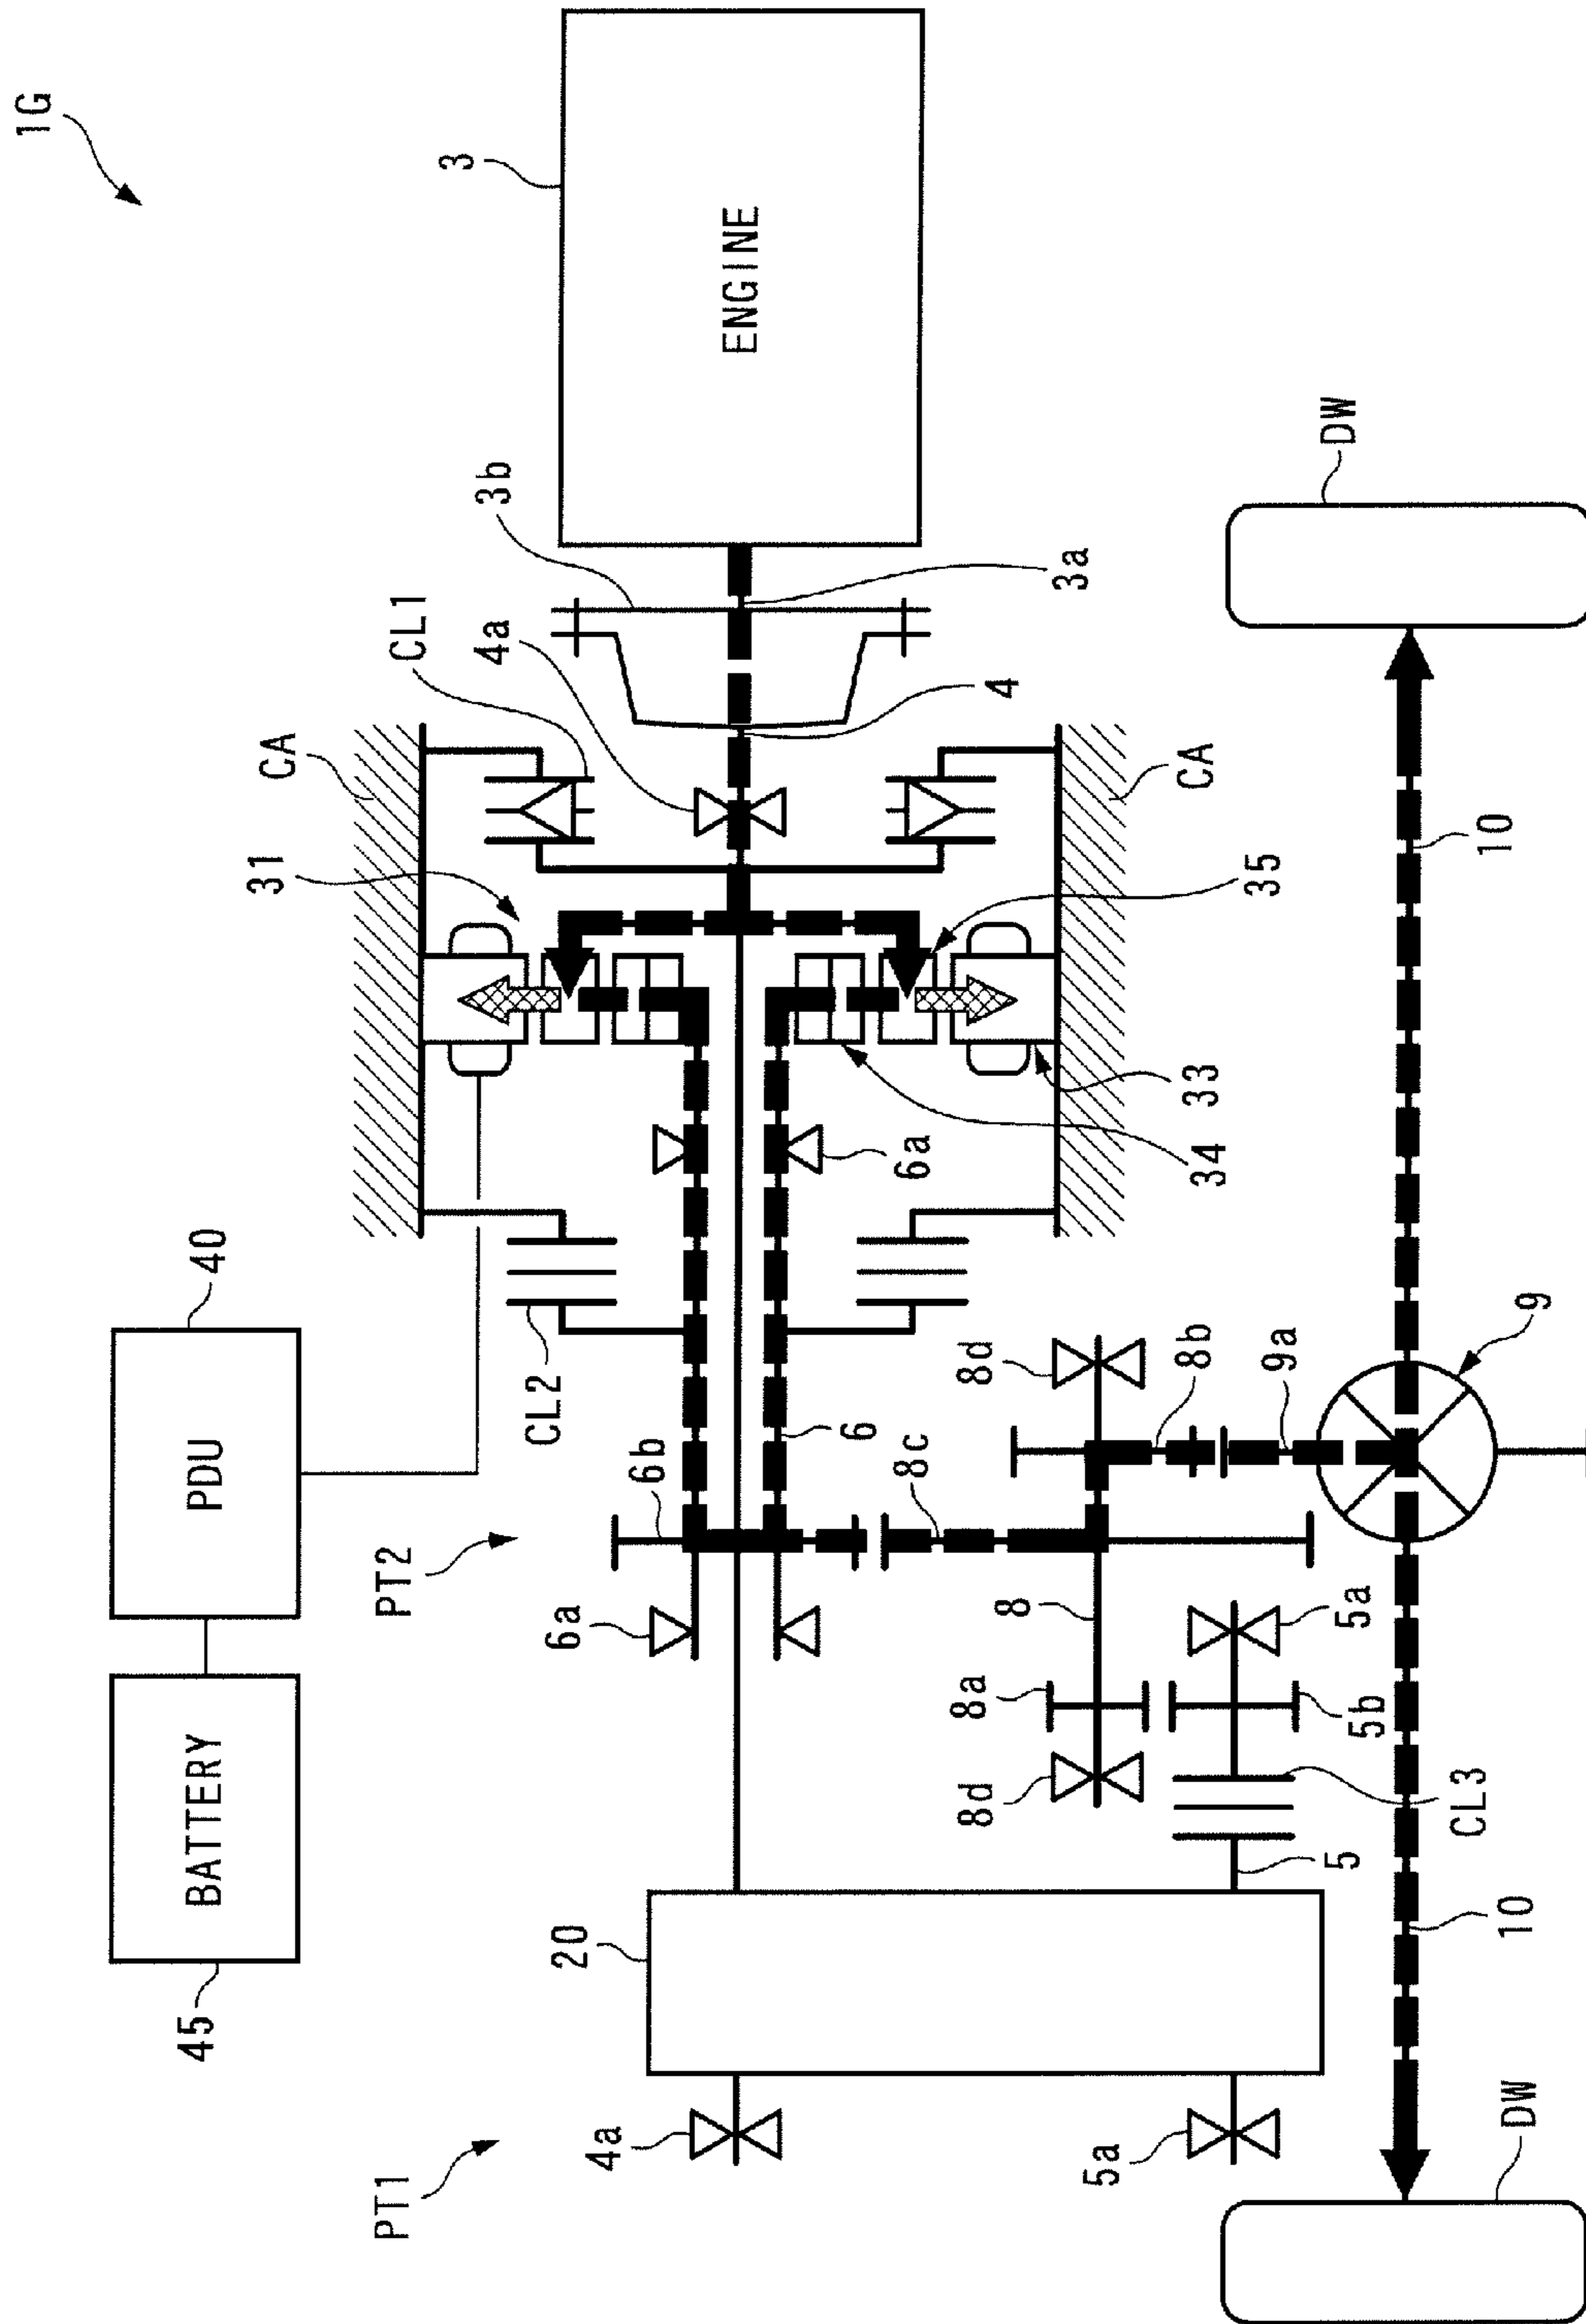 1G
3
ENGINE
3b
3a
CL1
4a
4
CA
CA
31
35
33
34
6a
40
PDU
CL2
6
6b
8c
8d
8b
9a
9
DW
10
PT2
6a
8
8a
8d
5a
5b
CL3
5
BATTERY
45
20
10
PT1
4a
5a
DW